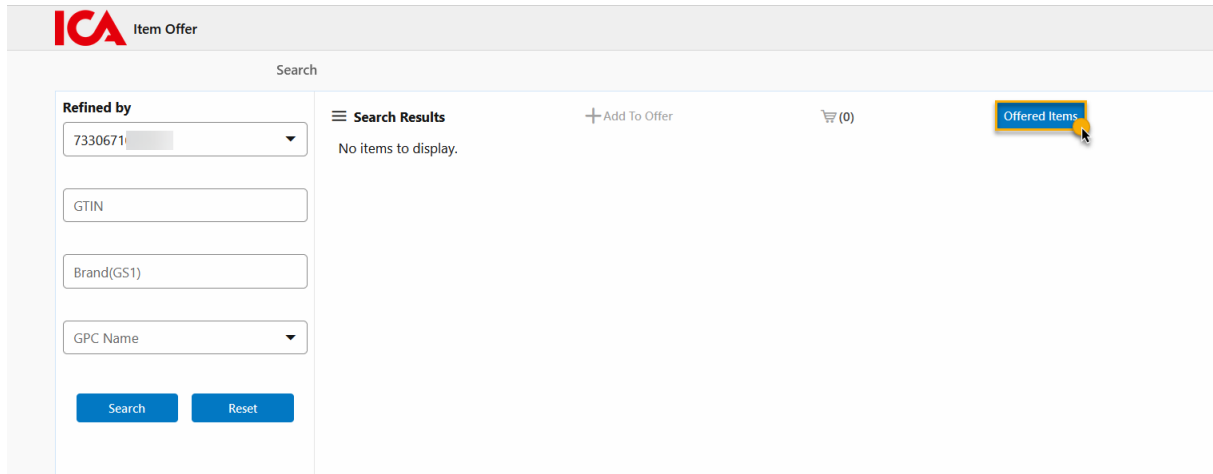 ICA Item Offer
Search
Refined by
7330671
GTIN
Brand(GS1)
GPC Name
Search Reset
Search Results Add To Offer (0) Offered Items
No items to display.